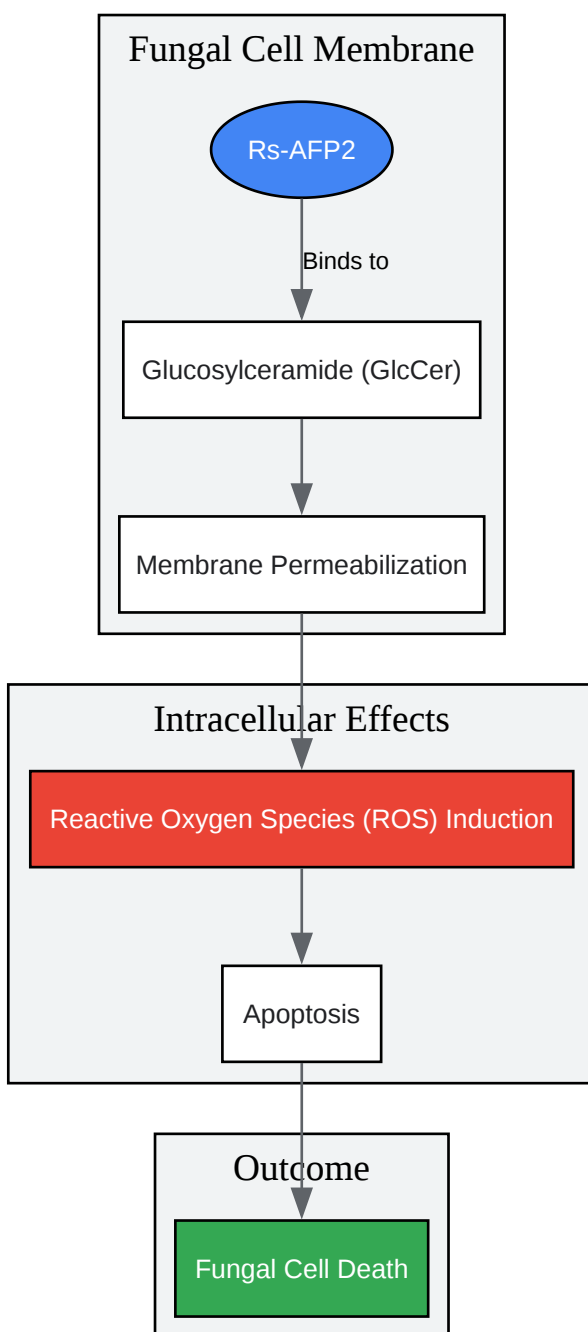 Fungal Cell Membrane
Rs-AFP2
Binds to
Glucosylceramide (GlcCer)
Membrane Permeabilization
Intracellular Effects
Reactive Oxygen Species (ROS) Induction
Apoptosis
Outcome
Fungal Cell Death